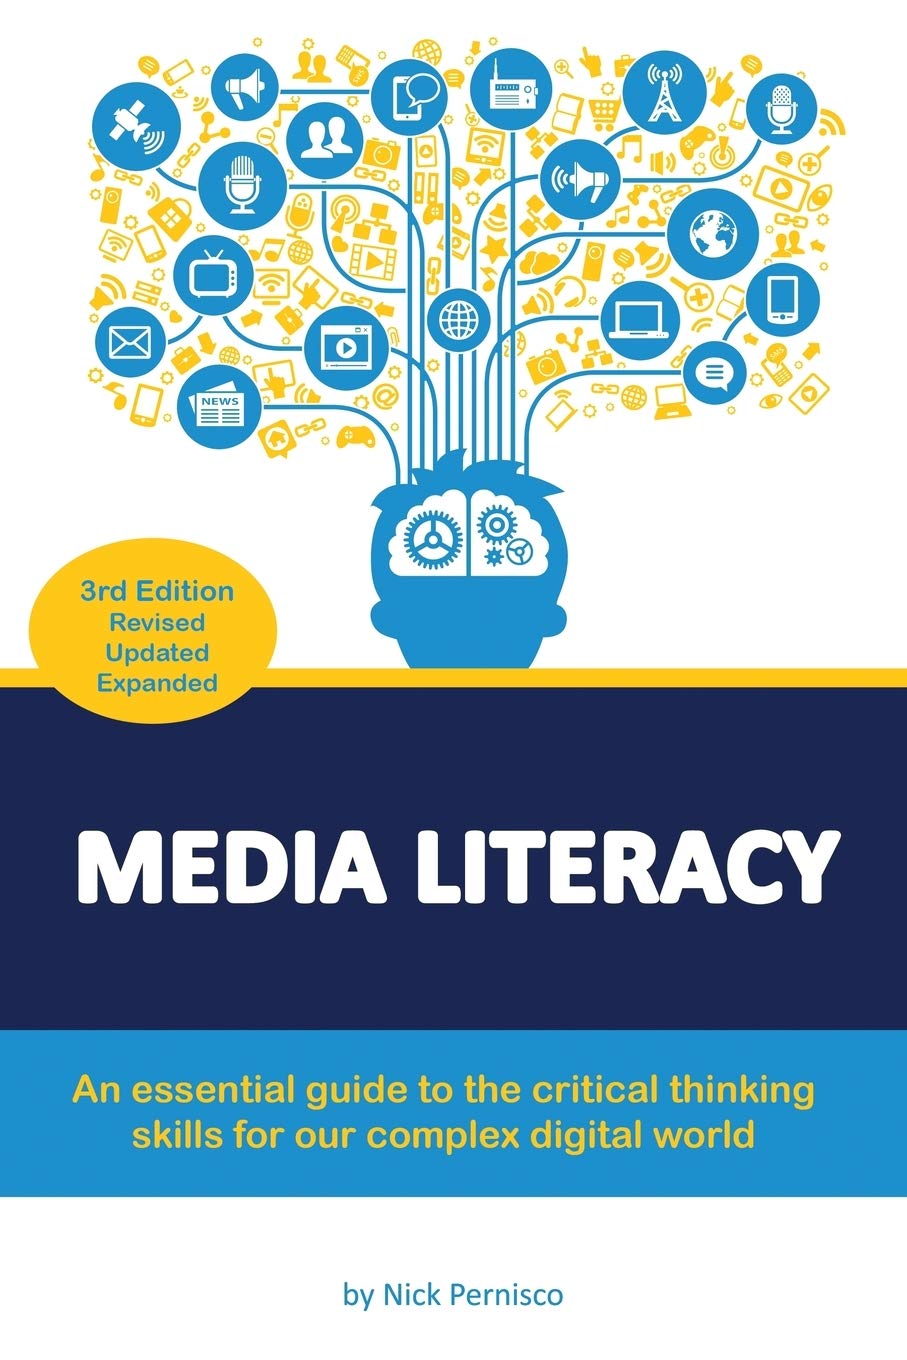 NEWS
3rd Edition
Revised
Updated
Expanded
MEDIA LITERACY
An essential guide to the critical thinking
skills for our complex digital world
by Nick Pernisco